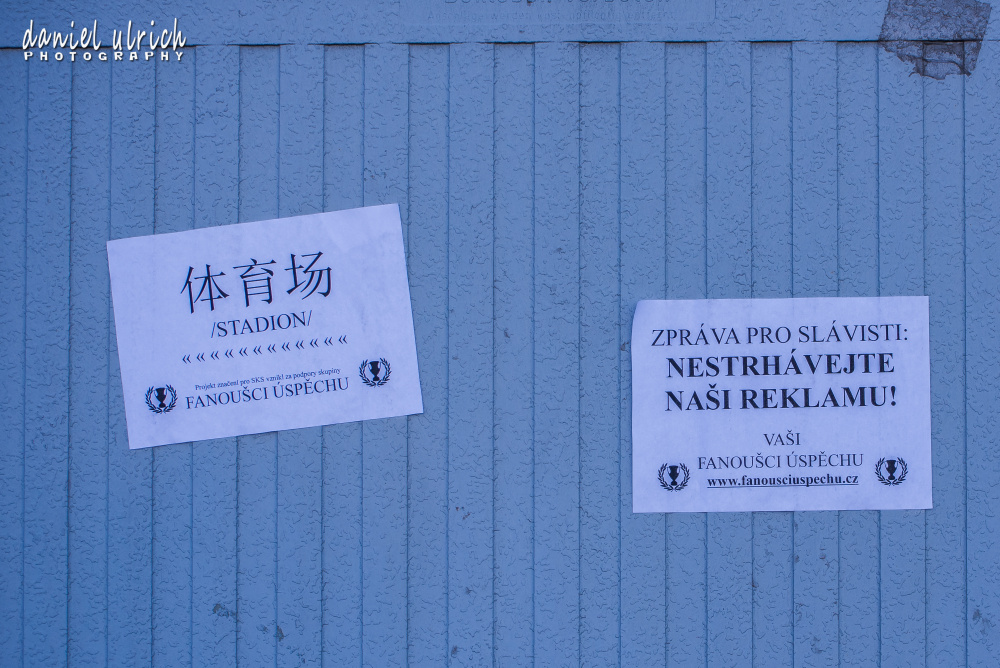 daniel ulrich
PHOTOGRAPHY
体育场
/STADION/
« « « « « « « « « « « «
Projekt značení pro SKS vznikl za podpory skupiny
FANOUŠCI ÚSPĚCHU
ZPRÁVA PRO SLÁVISTI:
NESTRHÁVEJTE
NAŠI REKLAMU!
VAŠI
FANOUŠCI ÚSPĚCHU
www.fanousciuspechu.cz